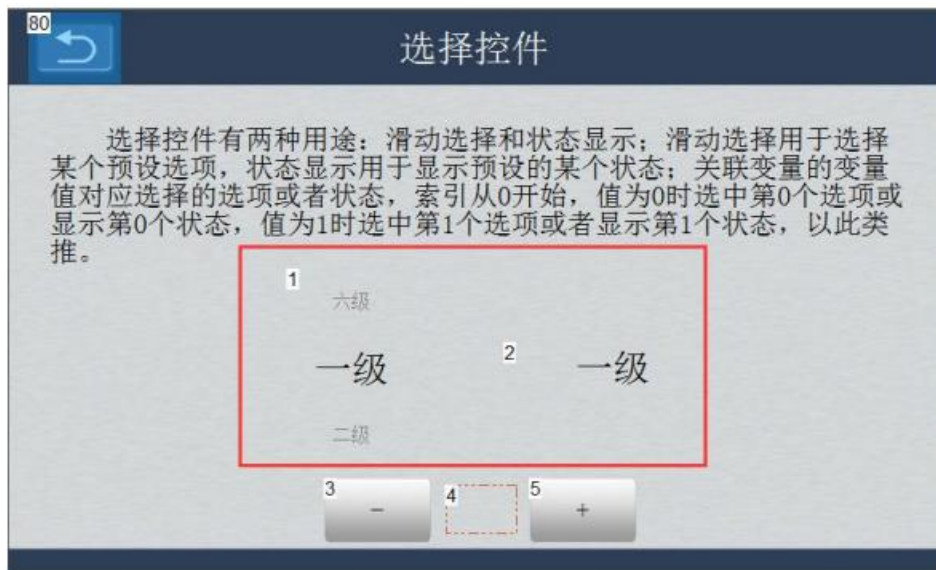 80
选择控件
选择控件有两种用途：滑动选择和状态显示；滑动选择用于选择
某个预设选项，状态显示用于显示预设的某个状态；关联变量的变量
值对应选择的选项或者状态，索引从0开始，值为0时选中第0个选项或
显示第0个状态，值为1时选中第1个选项或者显示第1个状态，以此类
推。
1
六级
一级
2
一级
二级
3
-
4
5
+